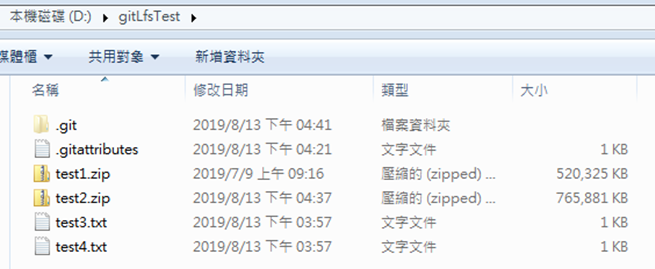 本機磁碟 (D:) ▸ gitLfsTest ▸
媒體櫃 ▼ 共用對象 ▼ 新增資料夾
名稱 修改日期 類型 大小
.git 2019/8/13 下午 04:41 檔案資料夾
.gitattributes 2019/8/13 下午 04:21 文字文件 1 KB
test1.zip 2019/7/9 上午 09:16 壓縮的 (zipped) ... 520,325 KB
test2.zip 2019/8/13 下午 04:37 壓縮的 (zipped) ... 765,881 KB
test3.txt 2019/8/13 下午 03:57 文字文件 1 KB
test4.txt 2019/8/13 下午 03:57 文字文件 1 KB